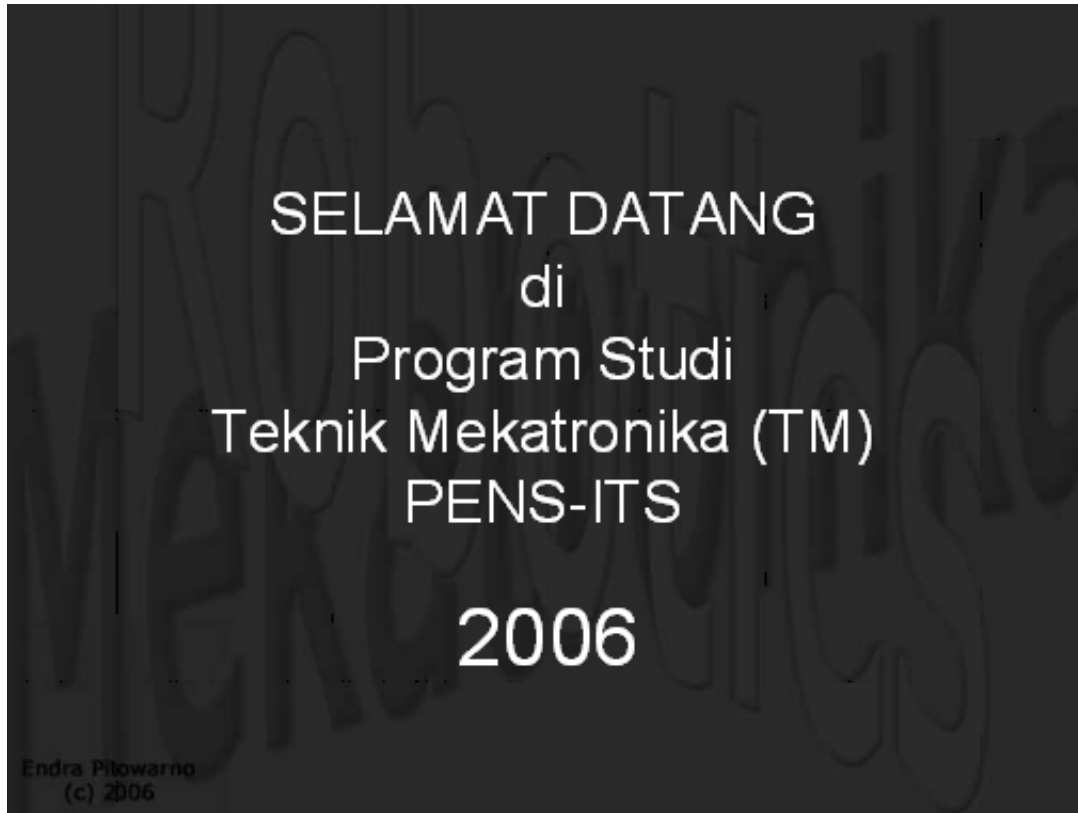 SELAMAT DATANG
di
Program Studi
Teknik Mekatronika (TM)
PENS-ITS
2006
Endra Pitowarno
(c) 2006